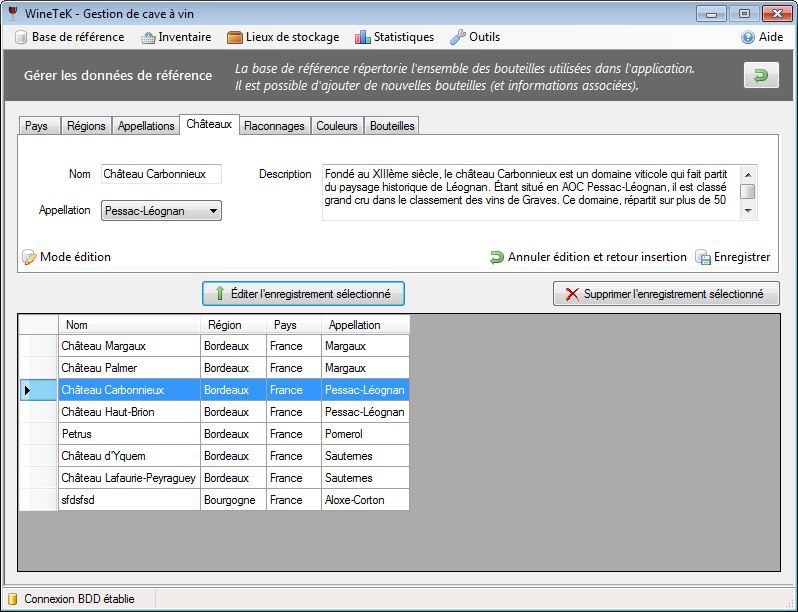 WineTeK - Gestion de cave à vin
Base de référence Inventaire Lieux de stockage Statistiques Outils Aide
Gérer les données de référence
La base de référence répertorie l'ensemble des bouteilles utilisées dans l'application.
Il est possible d'ajouter de nouvelles bouteilles (et informations associées).
Pays Régions Appellations Châteaux Flaconnages Couleurs Bouteilles
Nom Château Carbonnieux
Appellation Pessac-Léognan
Description
Fondé au XIIIème siècle, le château Carbonnieux est un domaine viticole qui fait partit
du paysage historique de Léognan. Étant situé en AOC Pessac-Léognan, il est classé
grand cru dans le classement des vins de Graves. Ce domaine, répartit sur plus de 50
Mode édition Annuler édition et retour insertion Enregistrer
Éditer l'enregistrement sélectionné Supprimer l'enregistrement sélectionné
Nom Région Pays Appellation
Château Margaux Bordeaux France Margaux
Château Palmer Bordeaux France Margaux
Château Carbonnieux Bordeaux France Pessac-Léognan
Château Haut-Brion Bordeaux France Pessac-Léognan
Petrus Bordeaux France Pomerol
Château d'Yquem Bordeaux France Sauternes
Château Lafaurie-Peyraguey Bordeaux France Sauternes
sfdsfsd Bourgogne France Aloxe-Corton
Connexion BDD établie